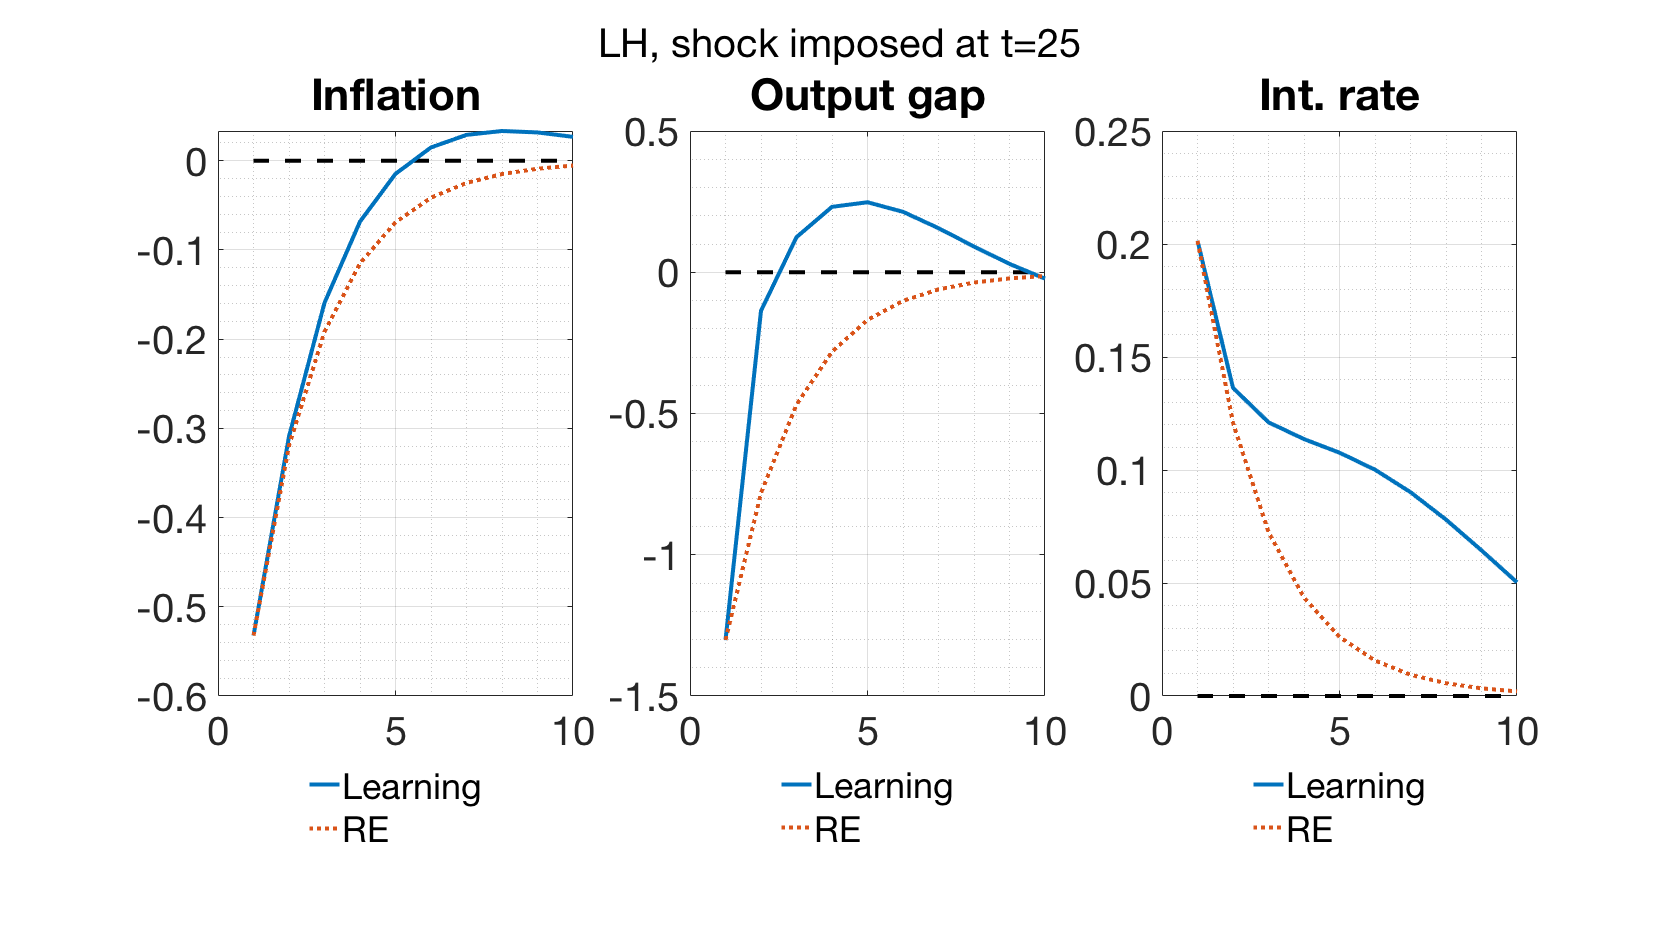 LH, shock imposed at t=25
Inflation
0
-0.1
-0.2
-0.3
-0.4
-0.5
-0.6
0 5 10
Learning
RE
Output gap
0.5
0
-0.5
-1
-1.5
0 5 10
Learning
RE
Int. rate
0.25
0.2
0.15
0.1
0.05
0
0 5 10
Learning
RE